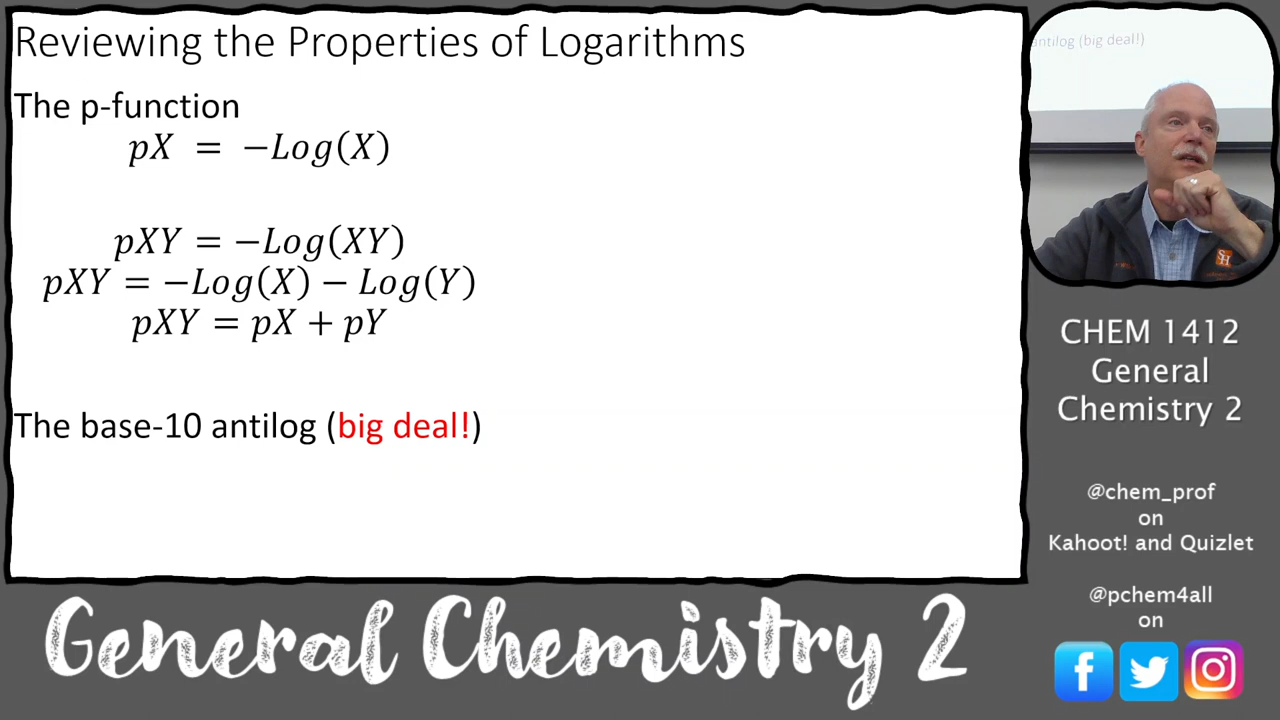 Reviewing the Properties of Logarithms
The p-function
pX = −Log(X)
pXY = −Log(XY)
pXY = −Log(X) − Log(Y)
pXY = pX + pY
The base-10 antilog (big deal!)
antilog (big deal!)
SH
CHEM 1412
General
Chemistry 2
@chem_prof
on
Kahoot! and Quizlet
@pchem4all
on
General Chemistry 2